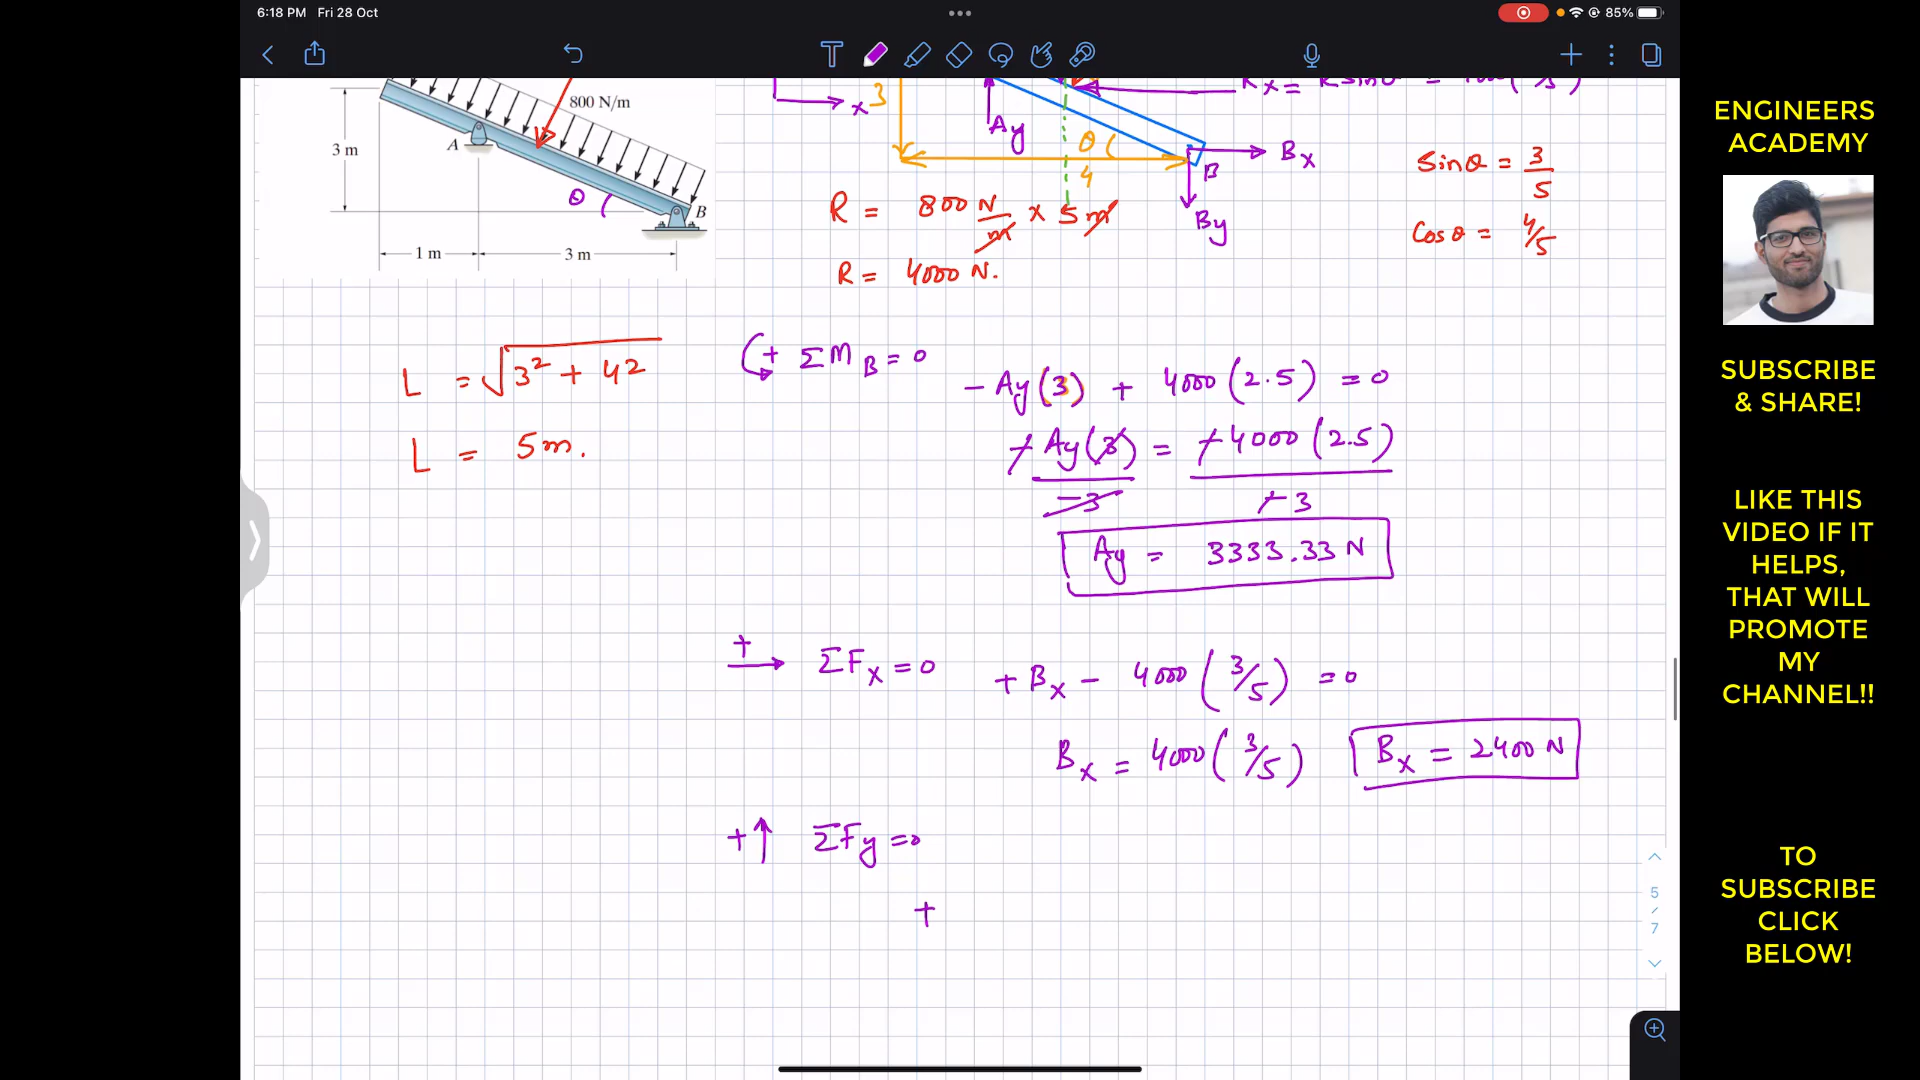 6:18 PM Fri 28 Oct
85%
800 N/m
3 m
A
θ
B
1 m
3 m
x
3
Ay
θ
4
B
Bx
By
R = 800 N/m × 5 m
R = 4000 N.
Sinθ = 3/5
Cosθ = 4/5
L = √3² + 42
L = 5m.
+ ΣM B = 0
- Ay (3) + 4000 (2.5) = 0
- Ay (3) = - 4000 (2.5)
-3 -3
Ay = 3333.33 N
+ ΣFx = 0
+ Bx - 4000 (3/5) = 0
Bx = 4000 (3/5)
Bx = 2400 N
+ ↑ ΣFy = 0
+
5
7
ENGINEERS
ACADEMY
SUBSCRIBE
& SHARE!
LIKE THIS
VIDEO IF IT
HELPS,
THAT WILL
PROMOTE
MY
CHANNEL!!
TO
SUBSCRIBE
CLICK
BELOW!